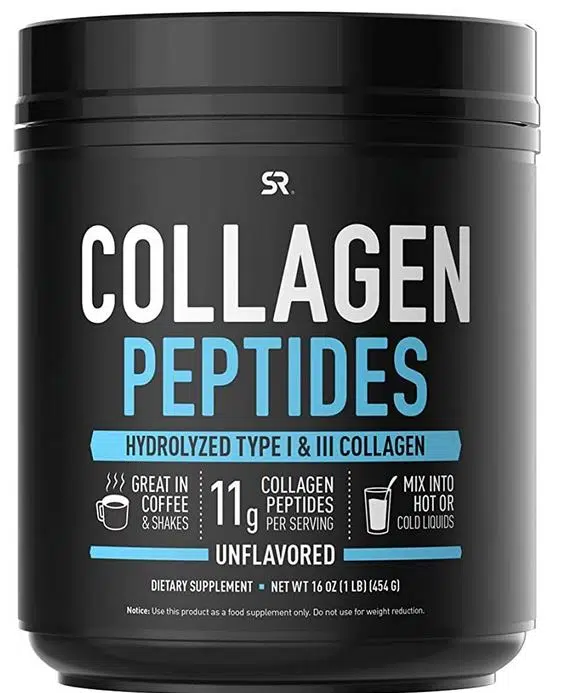 SR
COLLAGEN
PEPTIDES
HYDROLYZED TYPE I & III COLLAGEN
GREAT IN
COFFEE
& SHAKES
11g
COLLAGEN
PEPTIDES
PER SERVING
MIX INTO
HOT OR
COLD LIQUIDS
UNFLAVORED
DIETARY SUPPLEMENT ▪ NET WT 16 OZ (1 LB) (454 G)
Notice: Use this product as a food supplement only. Do not use for weight reduction.